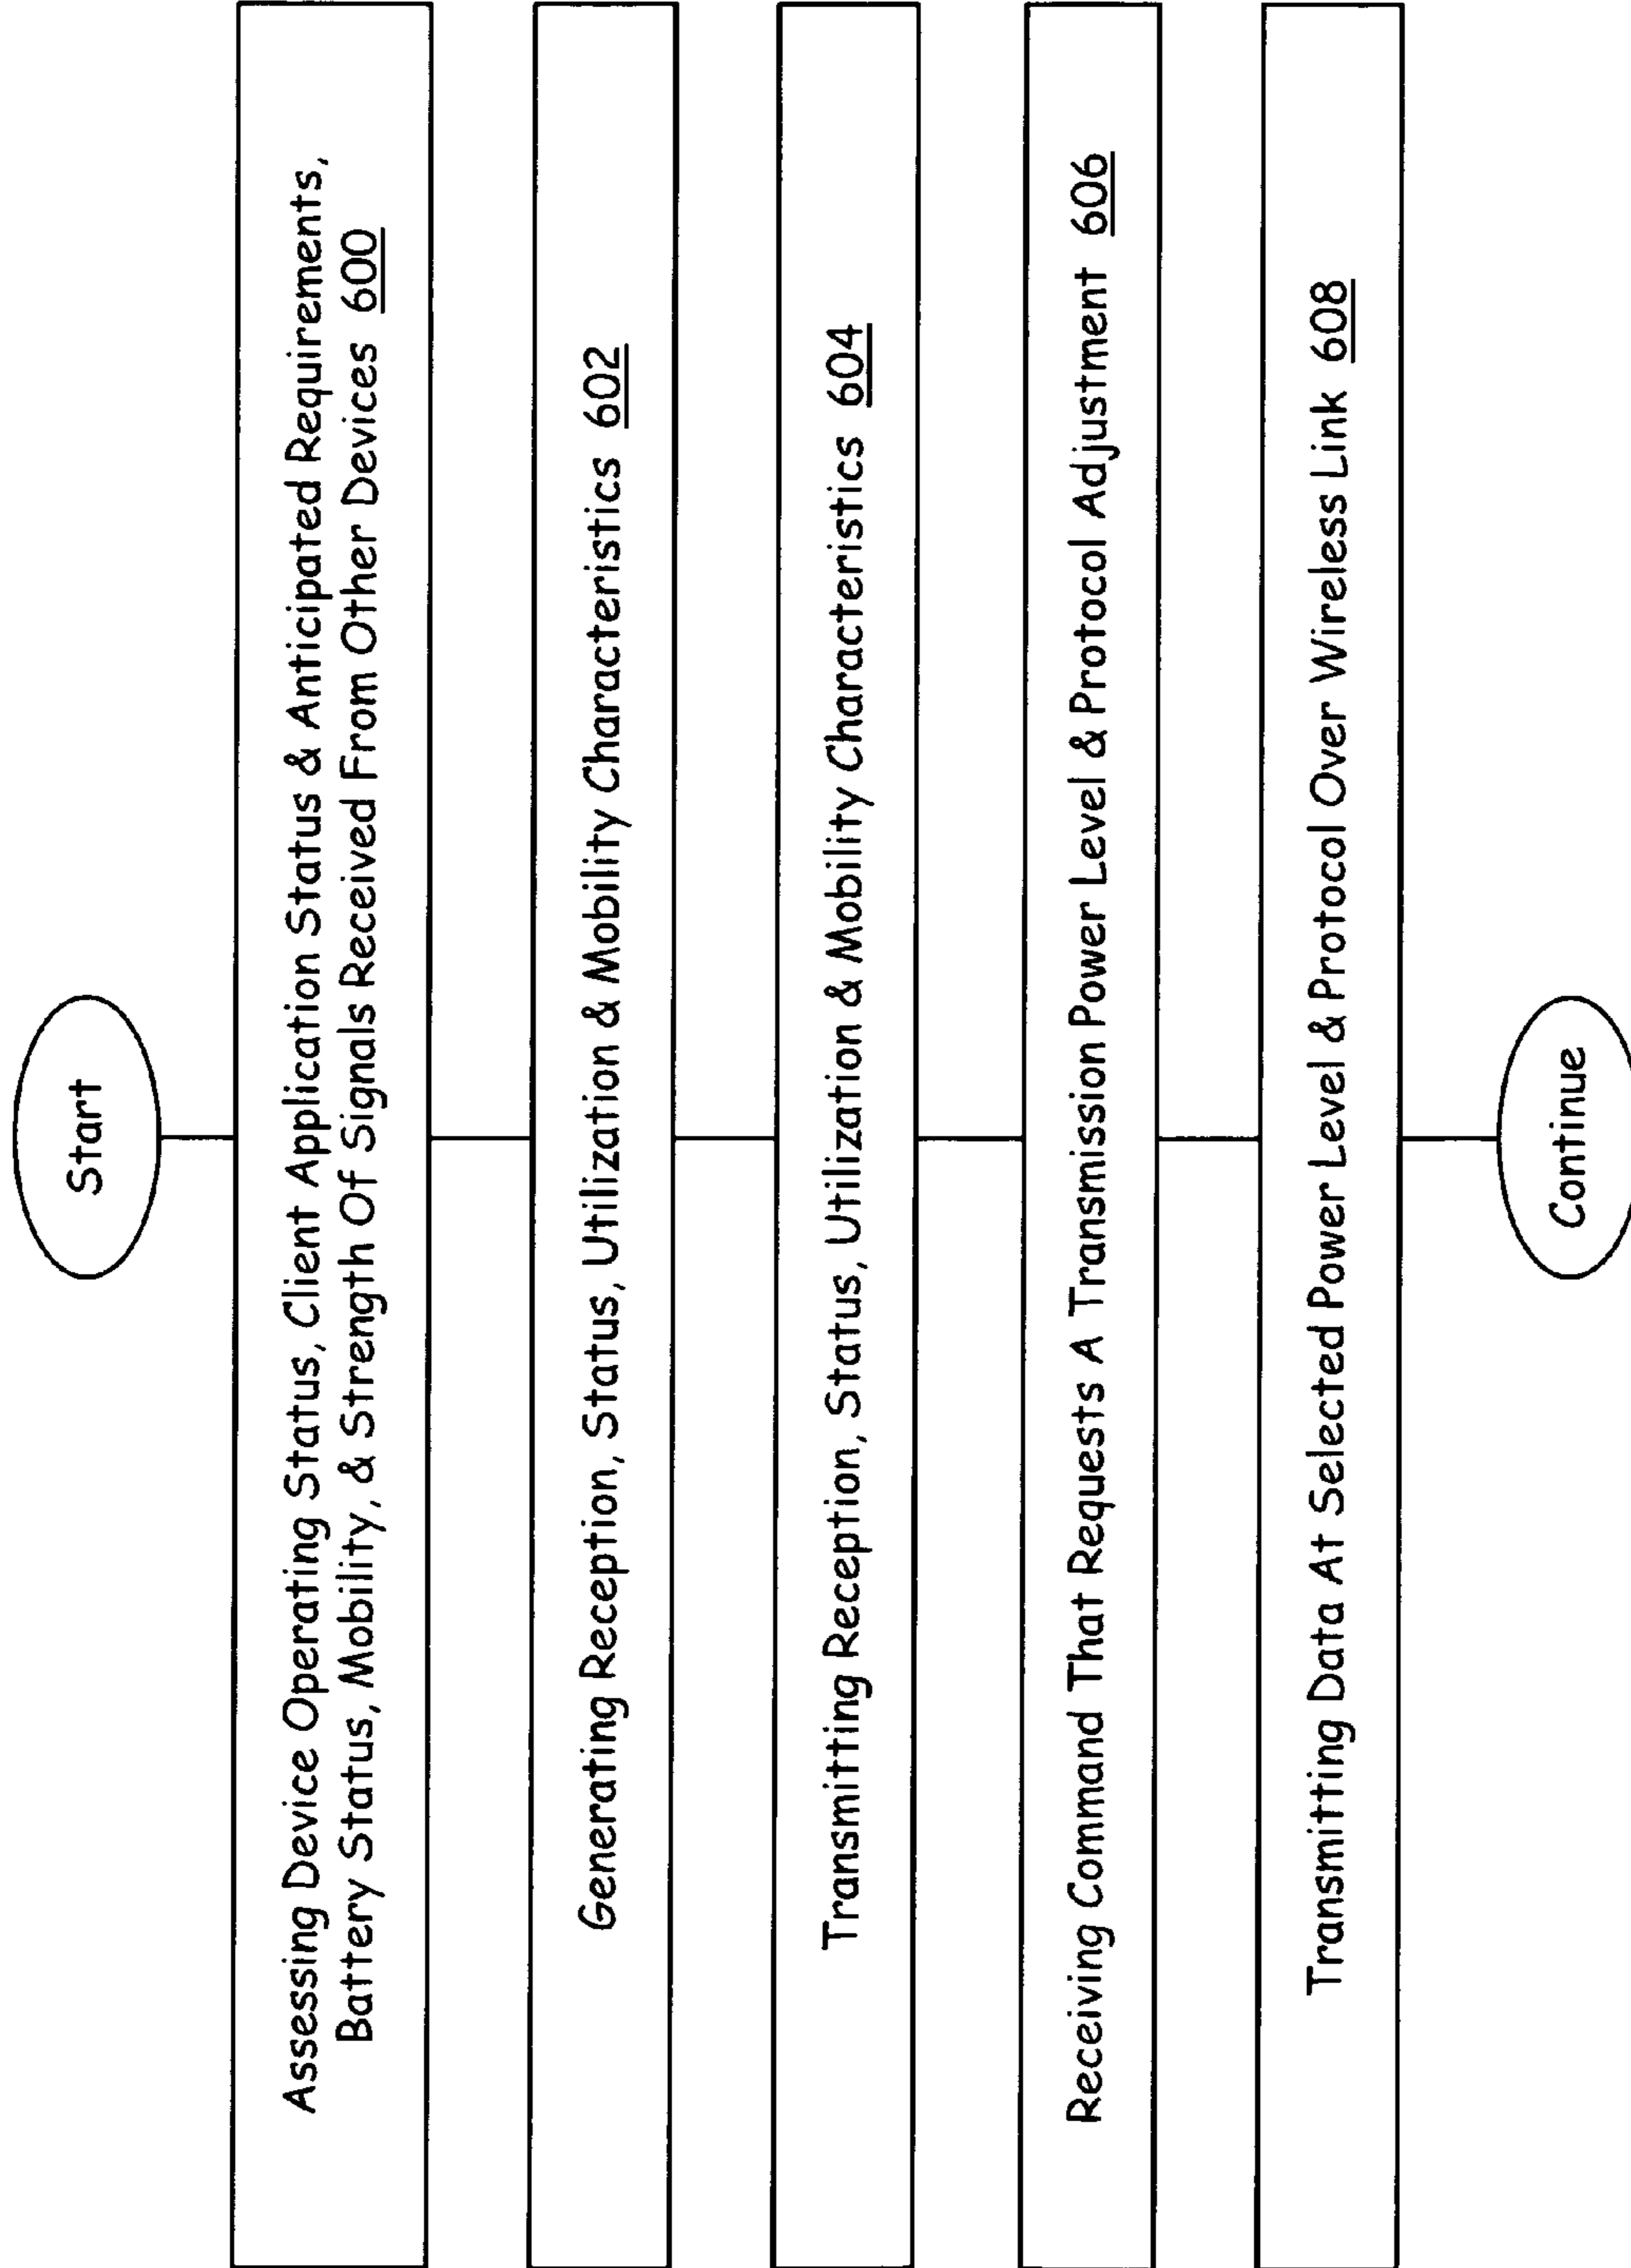 Start
Assessing Device Operating Status, Client Application Status & Anticipated Requirements,
Battery Status, Mobility, & Strength Of Signals Received From Other Devices 600
Generating Reception, Status, Utilization & Mobility Characteristics 602
Transmitting Reception, Status, Utilization & Mobility Characteristics 604
Receiving Command That Requests A Transmission Power Level & Protocol Adjustment 606
Transmitting Data At Selected Power Level & Protocol Over Wireless Link 608
Continue